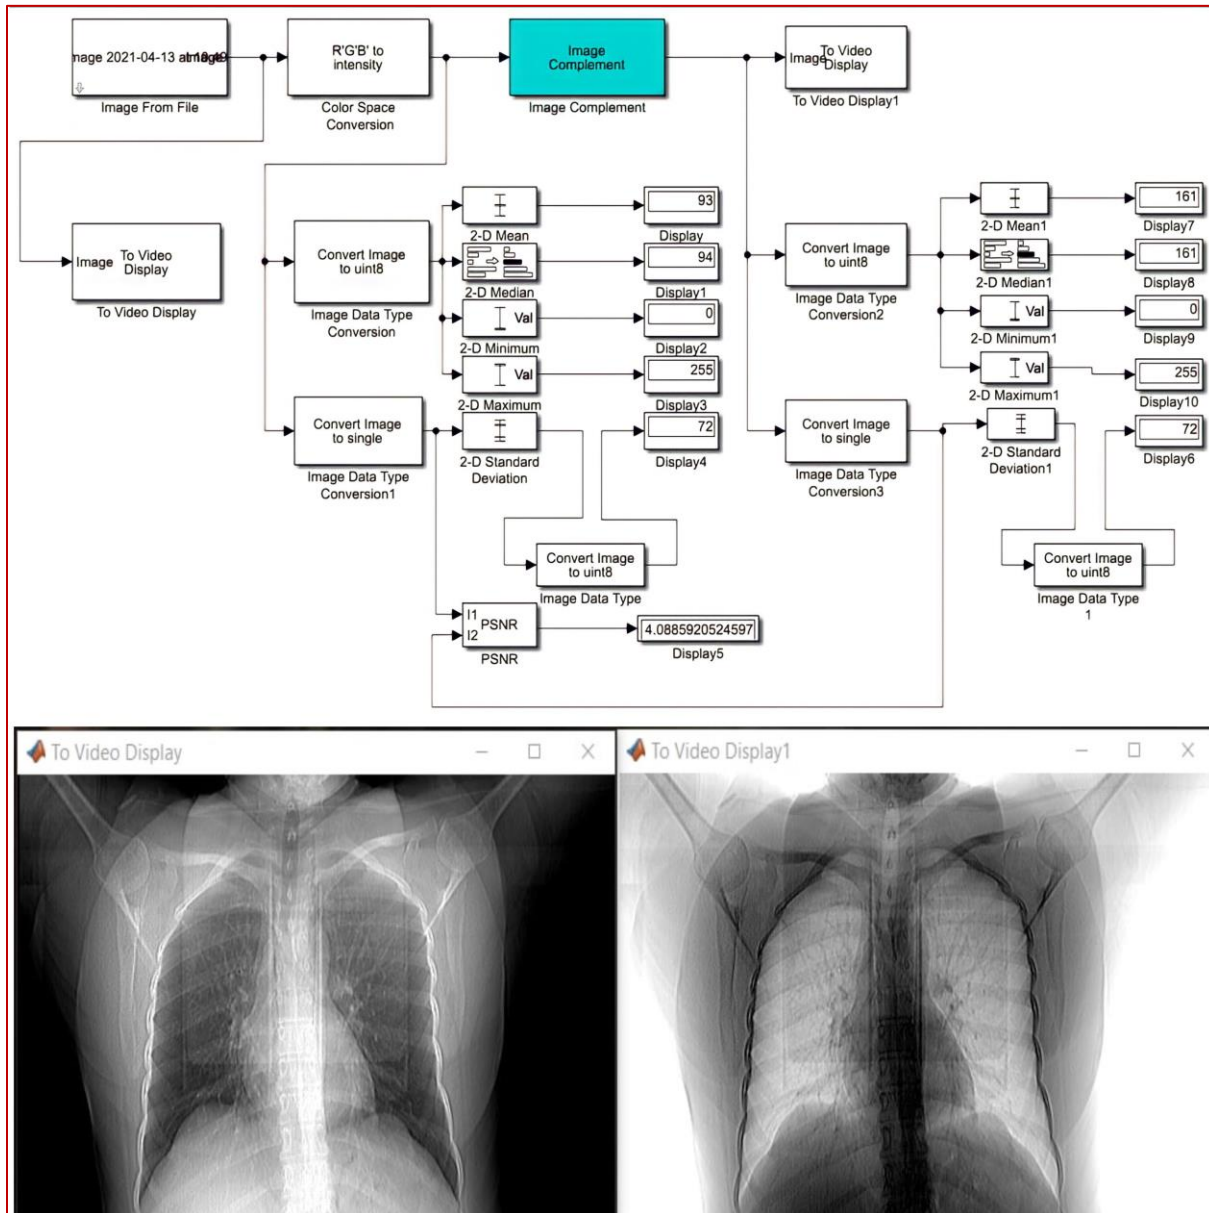 R'G'B' to
intensity
Image
Complement
Image
To Video
Display
Image From File
Color Space
Conversion
Image Complement
To Video Display1
2-D Mean
93
Display
2-D Mean1
161
Display7
Image
To Video
Display
To Video Display
Convert Image
to uint8
Image Data Type
Conversion
2-D Median
94
Display1
Convert Image
to uint8
Image Data Type
Conversion2
2-D Median1
161
Display8
Val
2-D Minimum
0
Display2
Val
2-D Minimum1
0
Display9
Val
2-D Maximum
255
Display3
Val
2-D Maximum1
255
Display10
Convert Image
to single
Image Data Type
Conversion1
2-D Standard
Deviation
72
Display4
Convert Image
to single
Image Data Type
Conversion3
2-D Standard
Deviation1
72
Display6
Convert Image
to uint8
Image Data Type
Convert Image
to uint8
Image Data Type
1
I1
I2
PSNR
PSNR
4.0885920524597
Display5
To Video Display
To Video Display1